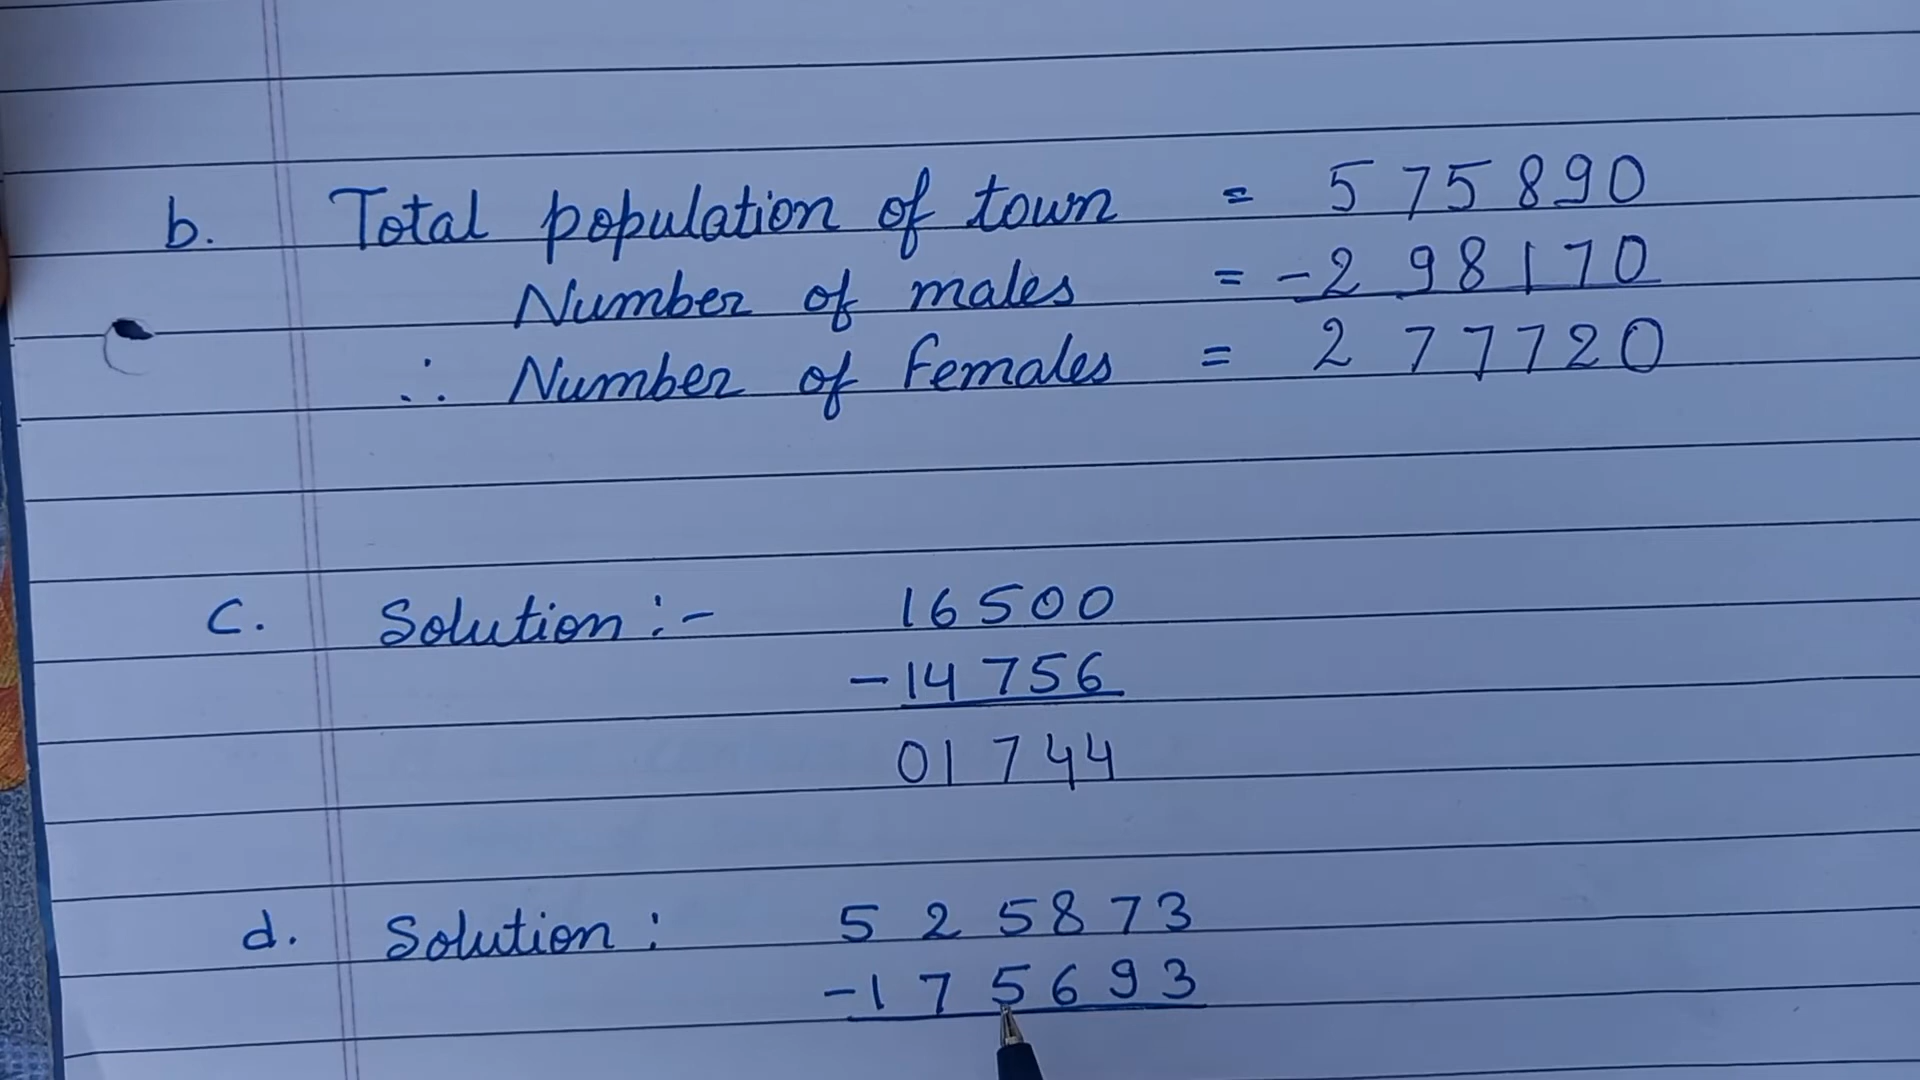 b. Total population of town = 575890
Number of males = -298170
∴ Number of Females = 277720
c. Solution :- 16500
-14756
01744
d. Solution : 525873
-175693